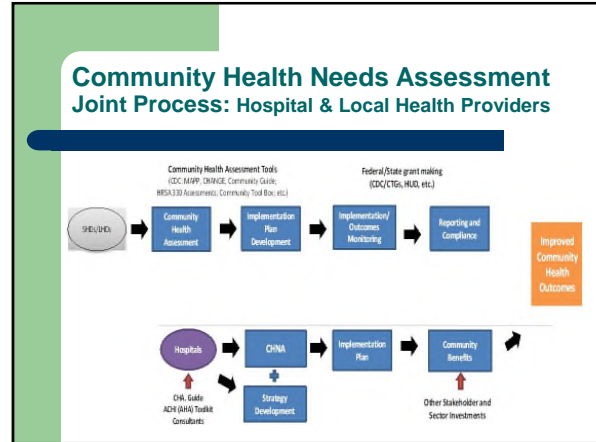 Community Health Needs Assessment
Joint Process: Hospital & Local Health Providers
Community Health Assessment Tools
(CDC: MAPP, CHANGE, Community Guide;
HRSA330 Assessments; Community Tool Box; etc.)
Federal/State grant making
(CDC/CTGs, HUD, etc.)
SHDs/LHDs
Community
Health
Assessment
Implementation
Plan
Development
Implementation/
Outcomes
Monitoring
Reporting and
Compliance
Improved
Community
Health
Outcomes
Hospitals
CHNA
Implementation
Plan
Community
Benefits
Strategy
Development
CHA. Guide
ACHI (AHA) Toolkit
Consultants
Other Stakeholder and
Sector Investments